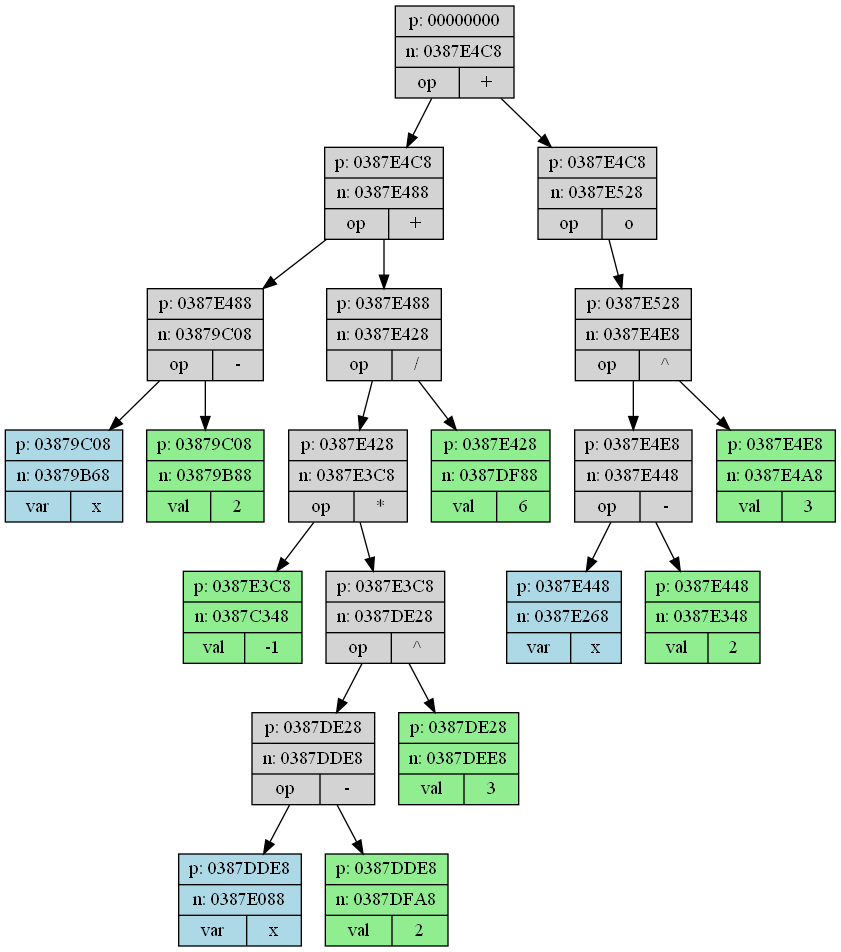 p: 00000000
n: 0387E4C8
op +
p: 0387E4C8
n: 0387E488
op +
p: 0387E4C8
n: 0387E528
op o
p: 0387E488
n: 03879C08
op -
p: 0387E488
n: 0387E428
op /
p: 0387E528
n: 0387E4E8
op ^
p: 03879C08
n: 03879B68
var x
p: 03879C08
n: 03879B88
val 2
p: 0387E428
n: 0387E3C8
op *
p: 0387E428
n: 0387DF88
val 6
p: 0387E4E8
n: 0387E448
op -
p: 0387E4E8
n: 0387E4A8
val 3
p: 0387E3C8
n: 0387C348
val -1
p: 0387E3C8
n: 0387DE28
op ^
p: 0387E448
n: 0387E268
var x
p: 0387E448
n: 0387E348
val 2
p: 0387DE28
n: 0387DDE8
op -
p: 0387DE28
n: 0387DEE8
val 3
p: 0387DDE8
n: 0387E088
var x
p: 0387DDE8
n: 0387DFA8
val 2